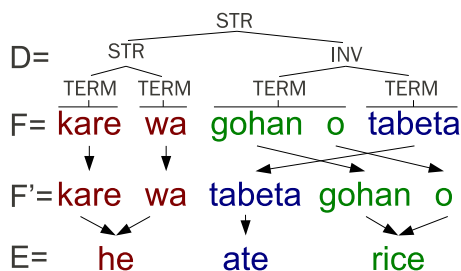 STR
D= STR INV
TERM TERM TERM TERM
F= kare wa gohan o tabeta
F’= kare wa tabeta gohan o
E= he ate rice